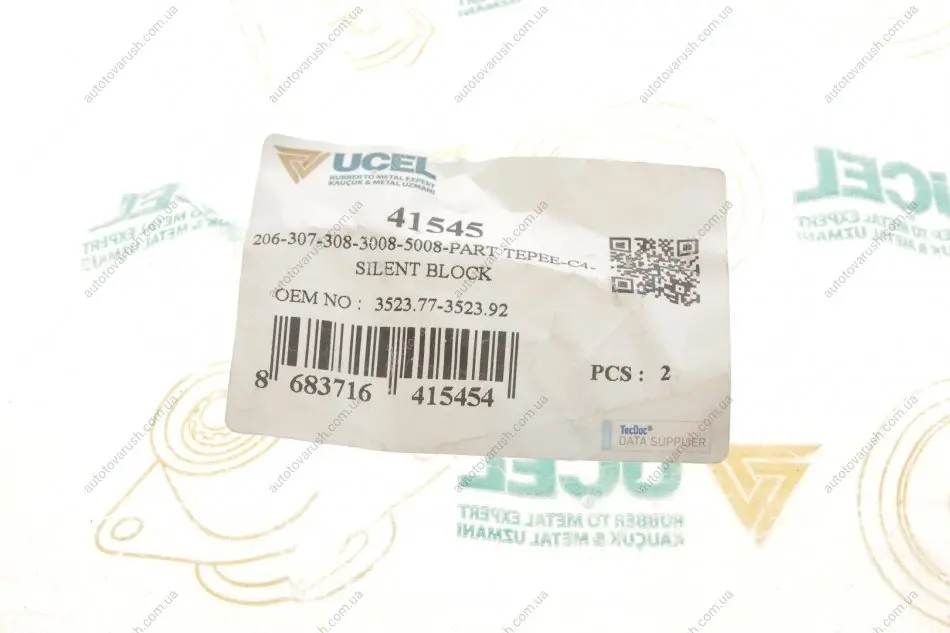 UCEL
RUBBER TO METAL EXPERT
KAUÇUK & METAL UZMANI
41545
206-307-308-3008-5008-PART TEPEE-C4-
SILENT BLOCK
OEM NO : 3523.77-3523.92
8 683716 415454
PCS : 2
TecDoc®
DATA SUPPLIER
UCEL
RUBBER TO METAL EXPERT
KAUÇUK & METAL UZMANI
autotovarush.com.ua